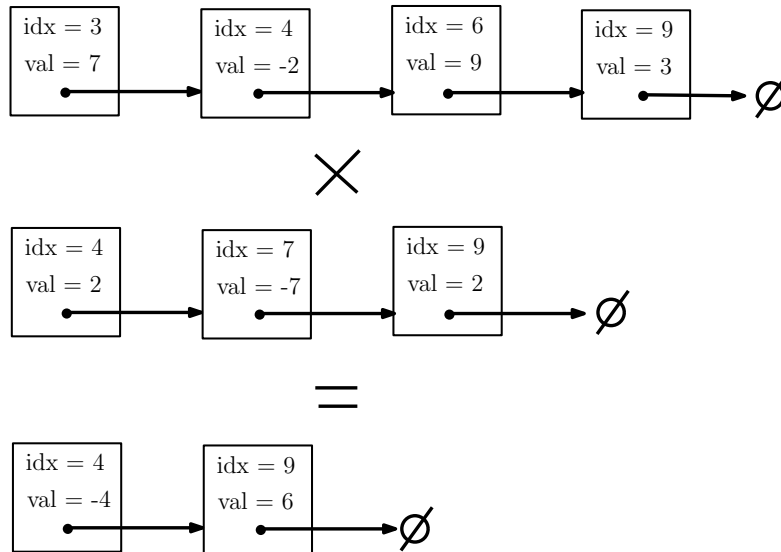 idx = 3
val = 7
idx = 4
val = -2
idx = 6
val = 9
idx = 9
val = 3
∅
×
idx = 4
val = 2
idx = 7
val = -7
idx = 9
val = 2
∅
=
idx = 4
val = -4
idx = 9
val = 6
∅